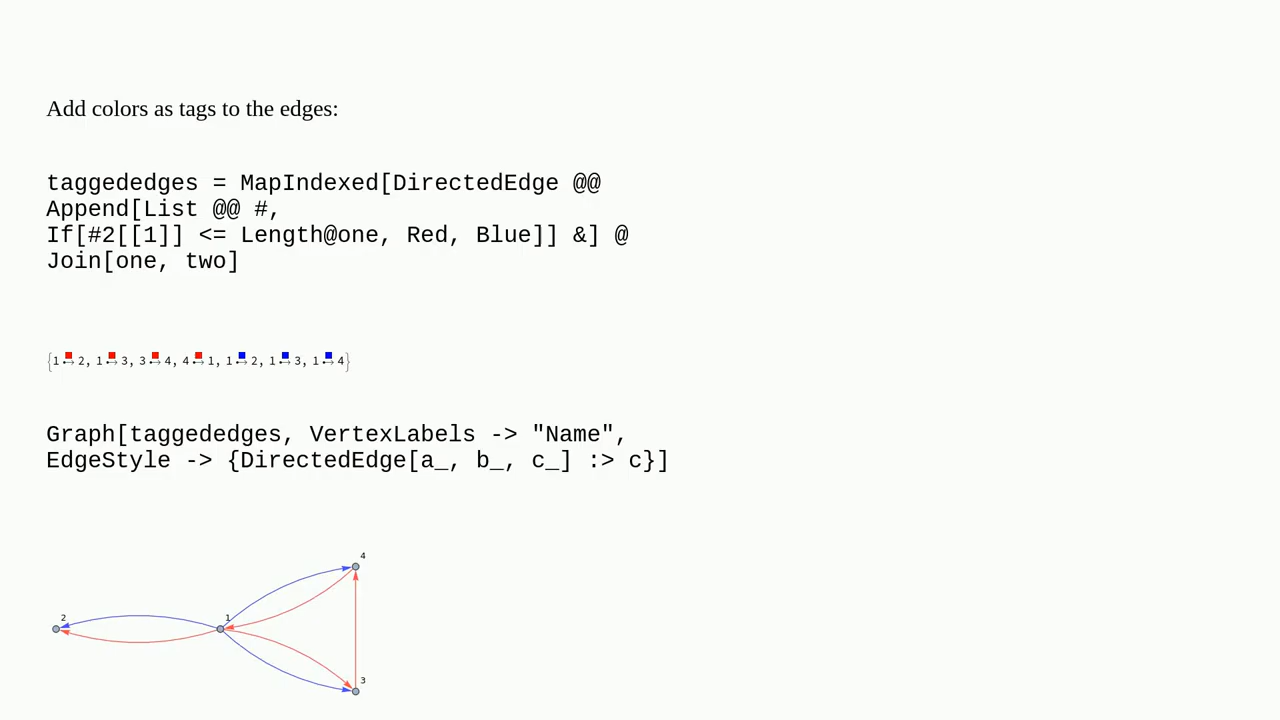 Add colors as tags to the edges:
taggededges = MapIndexed[DirectedEdge @@
Append[List @@ #,
If[#2[[1]] <= Length@one, Red, Blue]] &] @
Join[one, two]
{1 ↦ 2, 1 ↦ 3, 3 ↦ 4, 4 ↦ 1, 1 ↦ 2, 1 ↦ 3, 1 ↦ 4}
Graph[taggededges, VertexLabels -> "Name",
EdgeStyle -> {DirectedEdge[a_, b_, c_] :> c}]
4
2
1
3